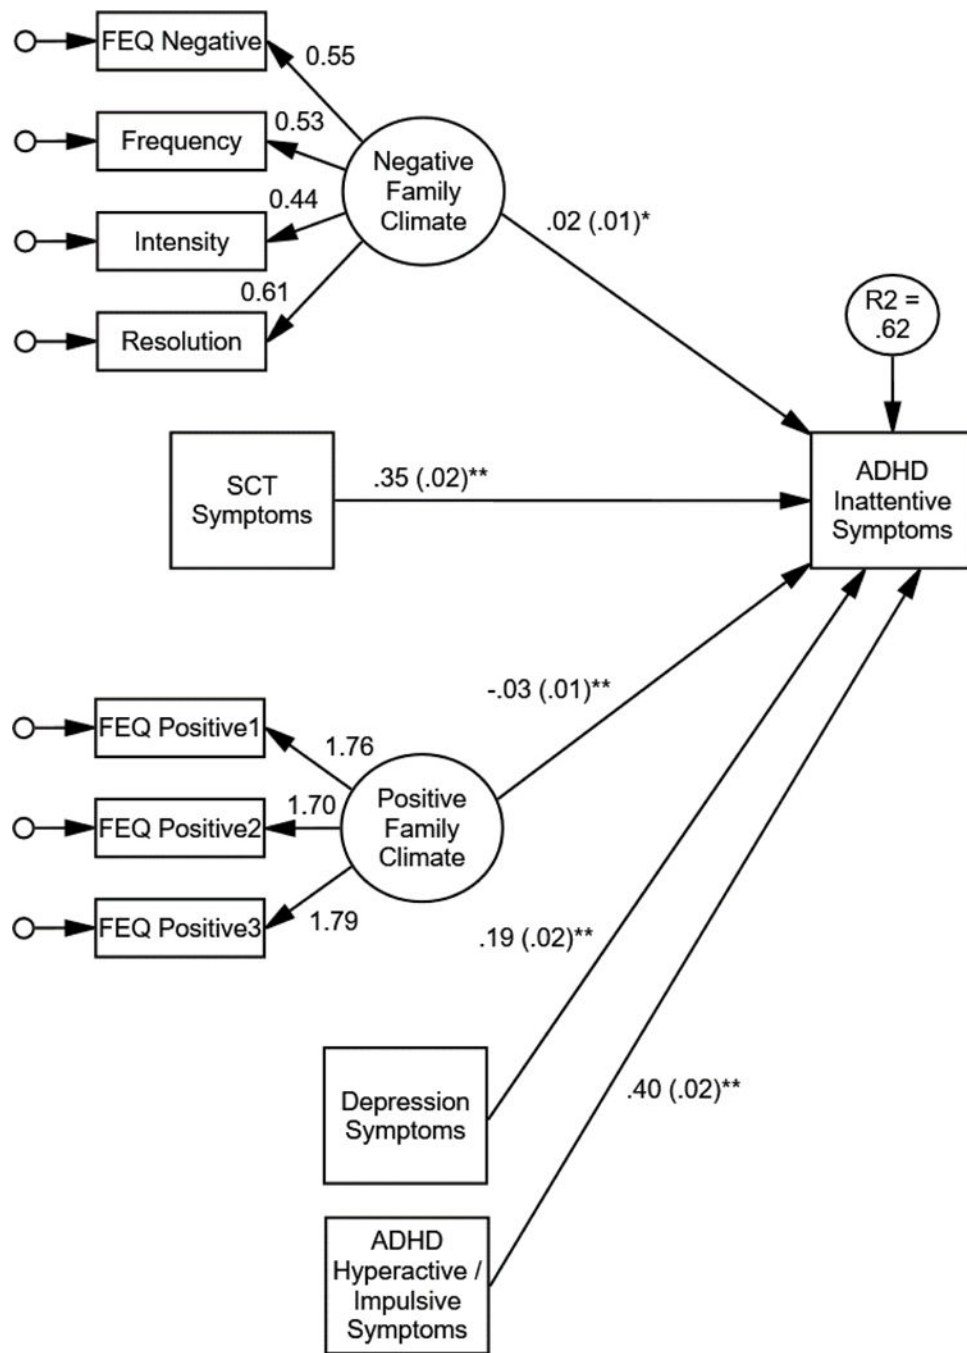 FEQ Negative
0.55
Frequency
0.53
Negative
Family
Climate
Intensity
0.44
.02 (.01)*
Resolution
0.61
R2 =
.62
SCT
Symptoms
.35 (.02)**
ADHD
Inattentive
Symptoms
-.03 (.01)**
FEQ Positive1
1.76
FEQ Positive2
1.70
Positive
Family
Climate
FEQ Positive3
1.79
.19 (.02)**
Depression
Symptoms
.40 (.02)**
ADHD
Hyperactive /
Impulsive
Symptoms